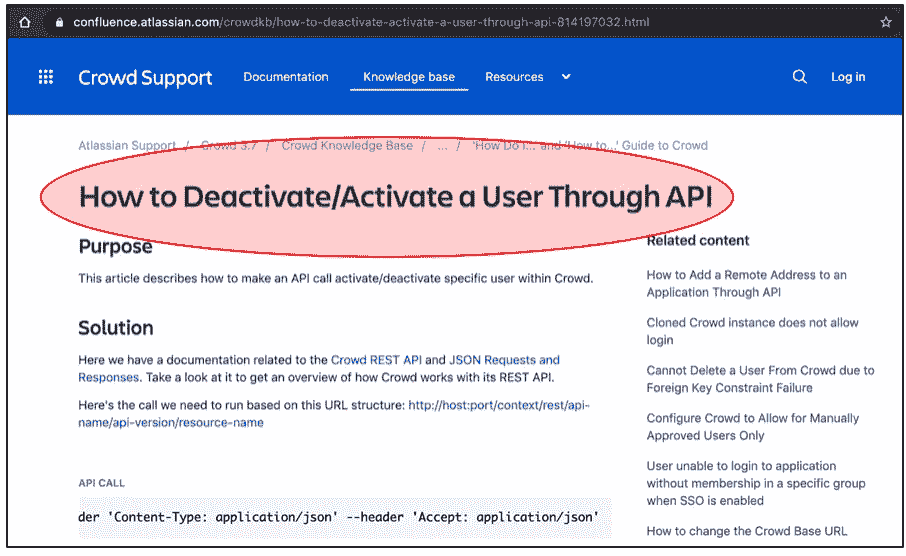 confluence.atlassian.com/crowdkb/how-to-deactivate-activate-a-user-through-api-814197032.html
Crowd Support Documentation Knowledge base Resources Log in
Atlassian Support / Crowd 3.7 / Crowd Knowledge Base / ... / 'How Do I...' and 'How to...' Guide to Crowd
How to Deactivate/Activate a User Through API
Purpose
This article describes how to make an API call activate/deactivate specific user within Crowd.
Solution
Here we have a documentation related to the Crowd REST API and JSON Requests and
Responses. Take a look at it to get an overview of how Crowd works with its REST API.
Here's the call we need to run based on this URL structure: http://host:port/context/rest/api-
name/api-version/resource-name
API CALL
der 'Content-Type: application/json' --header 'Accept: application/json'
Related content
How to Add a Remote Address to an
Application Through API
Cloned Crowd instance does not allow
login
Cannot Delete a User From Crowd due to
Foreign Key Constraint Failure
Configure Crowd to Allow for Manually
Approved Users Only
User unable to login to application
without membership in a specific group
when SSO is enabled
How to change the Crowd Base URL